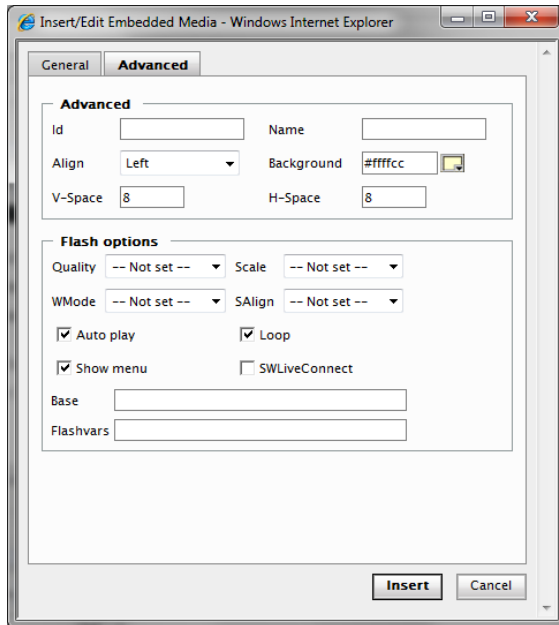 Insert/Edit Embedded Media - Windows Internet Explorer
General Advanced
Advanced
Id Name
Align Left Background #ffffcc
V-Space 8 H-Space 8
Flash options
Quality -- Not set -- Scale -- Not set --
WMode -- Not set -- SAlign -- Not set --
Auto play Loop
Show menu SWLiveConnect
Base
Flashvars
Insert Cancel